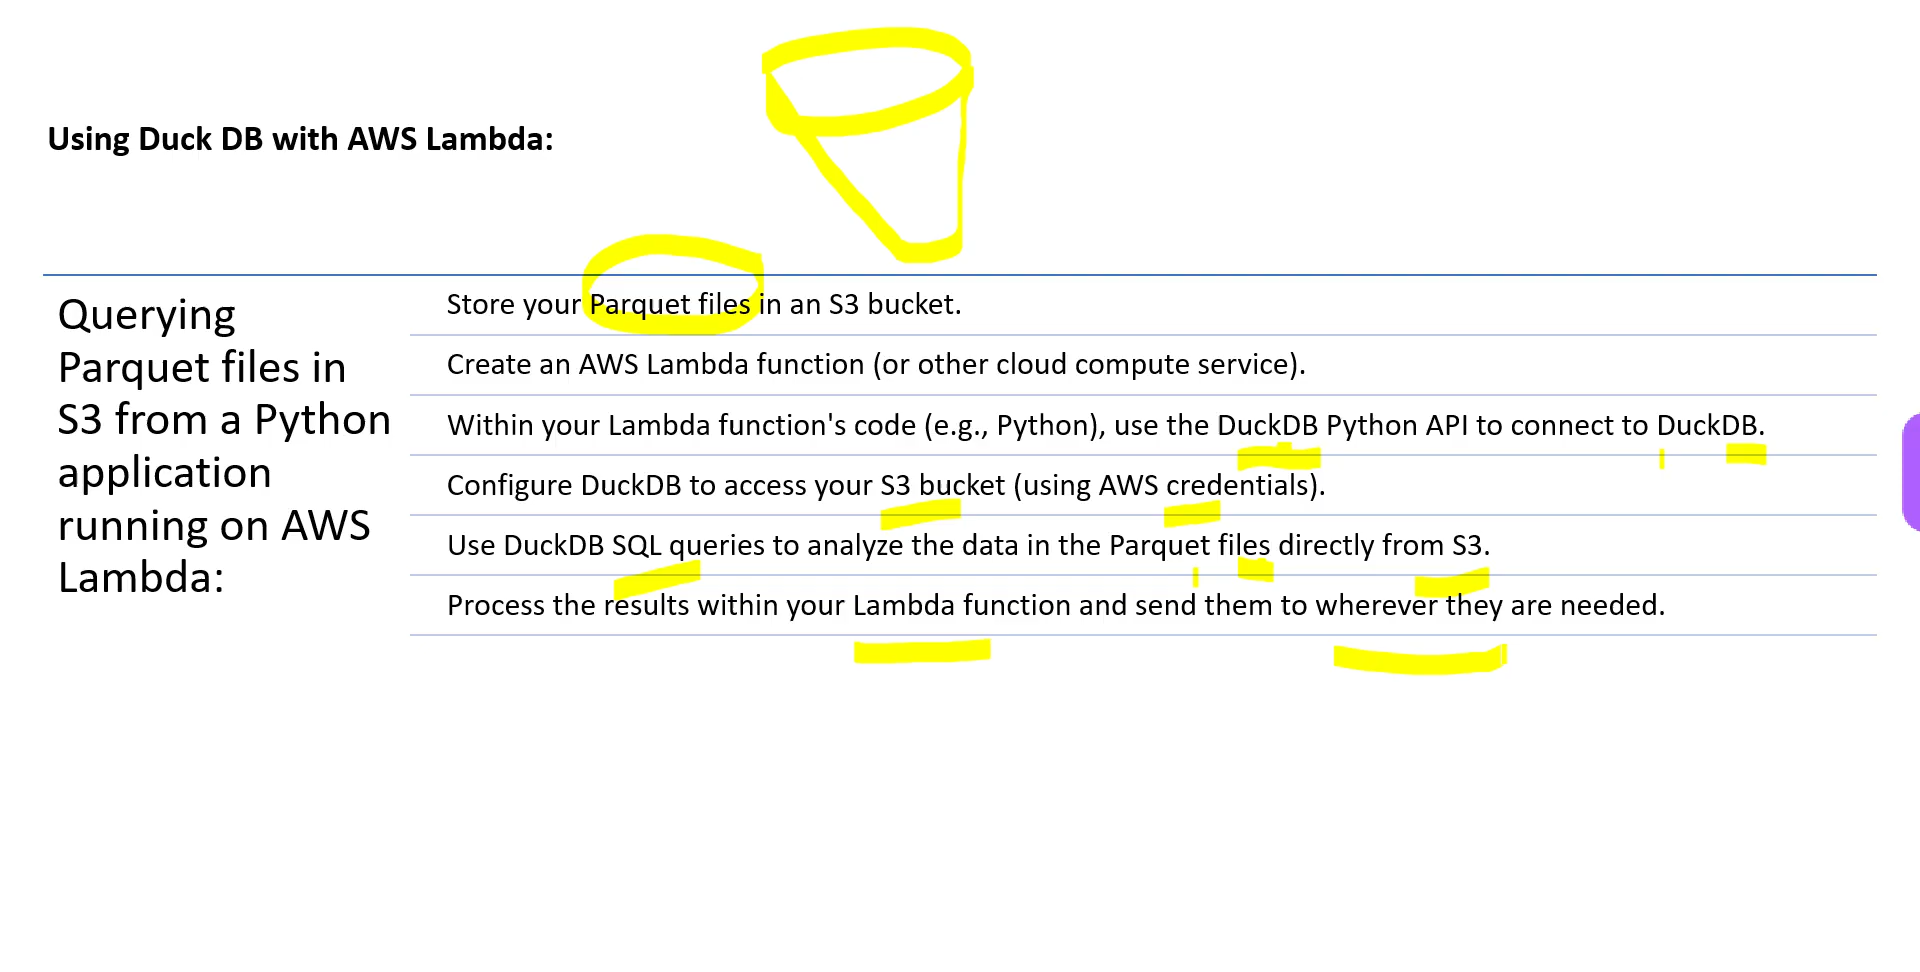 Using Duck DB with AWS Lambda:
Querying
Parquet files in
S3 from a Python
application
running on AWS
Lambda:
Store your Parquet files in an S3 bucket.
Create an AWS Lambda function (or other cloud compute service).
Within your Lambda function's code (e.g., Python), use the DuckDB Python API to connect to DuckDB.
Configure DuckDB to access your S3 bucket (using AWS credentials).
Use DuckDB SQL queries to analyze the data in the Parquet files directly from S3.
Process the results within your Lambda function and send them to wherever they are needed.